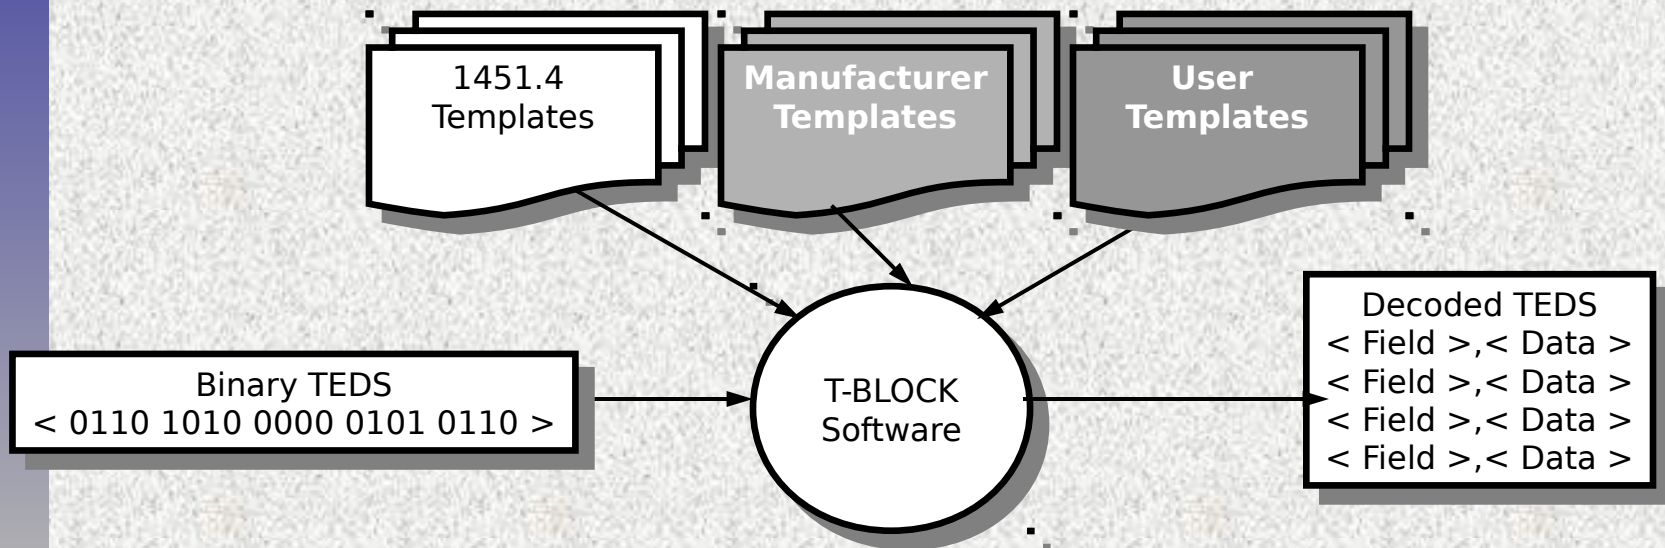 1451.4
Templates
Manufacturer
Templates
User
Templates
Binary TEDS
< 0110 1010 0000 0101 0110 >
T-BLOCK
Software
Decoded TEDS
< Field >,< Data >
< Field >,< Data >
< Field >,< Data >
< Field >,< Data >